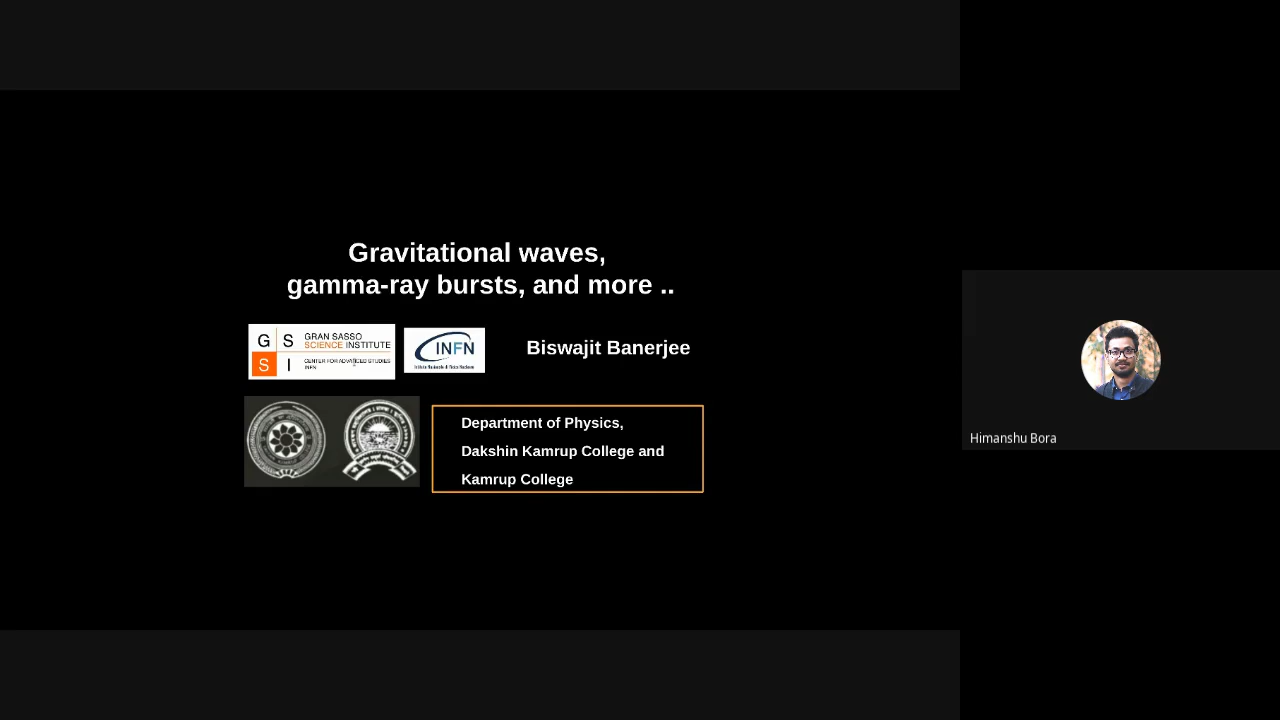 Gravitational waves,
gamma-ray bursts, and more ..
G S
S I
GRAN SASSO
SCIENCE INSTITUTE
CENTER FOR ADVANCED STUDIES
INFN
INFN
Biswajit Banerjee
Department of Physics,
Dakshin Kamrup College and
Kamrup College
Himanshu Bora